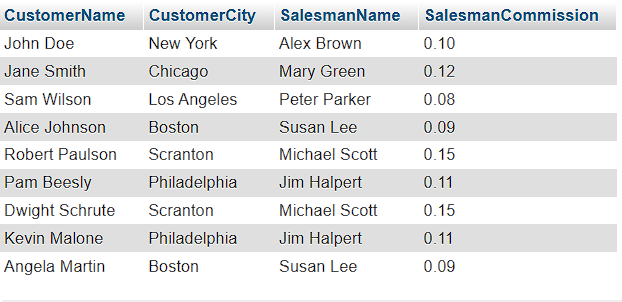 CustomerName CustomerCity SalesmanName SalesmanCommission
John Doe New York Alex Brown 0.10
Jane Smith Chicago Mary Green 0.12
Sam Wilson Los Angeles Peter Parker 0.08
Alice Johnson Boston Susan Lee 0.09
Robert Paulson Scranton Michael Scott 0.15
Pam Beesly Philadelphia Jim Halpert 0.11
Dwight Schrute Scranton Michael Scott 0.15
Kevin Malone Philadelphia Jim Halpert 0.11
Angela Martin Boston Susan Lee 0.09